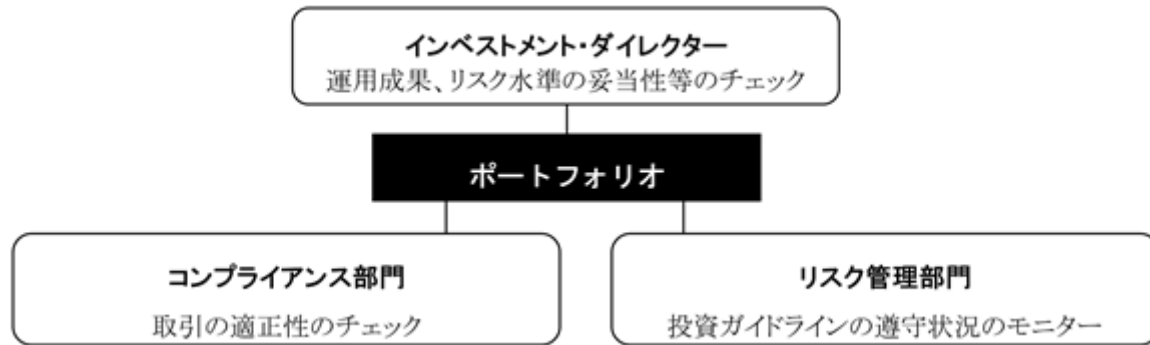 インベストメント・ダイレクター
運用成果、リスク水準の妥当性等のチェック
ポートフォリオ
コンプライアンス部門
取引の適正性のチェック
リスク管理部門
投資ガイドラインの遵守状況のモニター